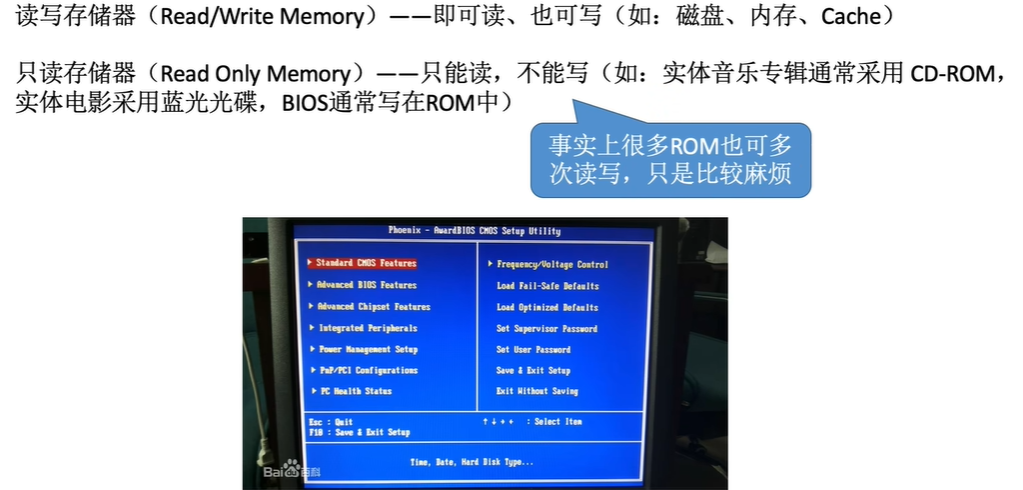 读写存储器（Read/Write Memory）——即可读、也可写（如：磁盘、内存、Cache）
只读存储器（Read Only Memory）——只能读，不能写（如：实体音乐专辑通常采用 CD-ROM，
实体电影采用蓝光光碟，BIOS通常写在ROM中）
事实上很多ROM也可多
次读写，只是比较麻烦
Phoenix - AwardBIOS CMOS Setup Utility
Standard CMOS Features
Advanced BIOS Features
Advanced Chipset Features
Integrated Peripherals
Power Management Setup
PnP/PCI Configurations
PC Health Status
Frequency/Voltage Control
Load Fail-Safe Defaults
Load Optimized Defaults
Set Supervisor Password
Set User Password
Save & Exit Setup
Exit Without Saving
Esc : Quit
F10 : Save & Exit Setup
↑ ↓ → ← : Select Item
Time, Date, Hard Disk Type...
Bai百科